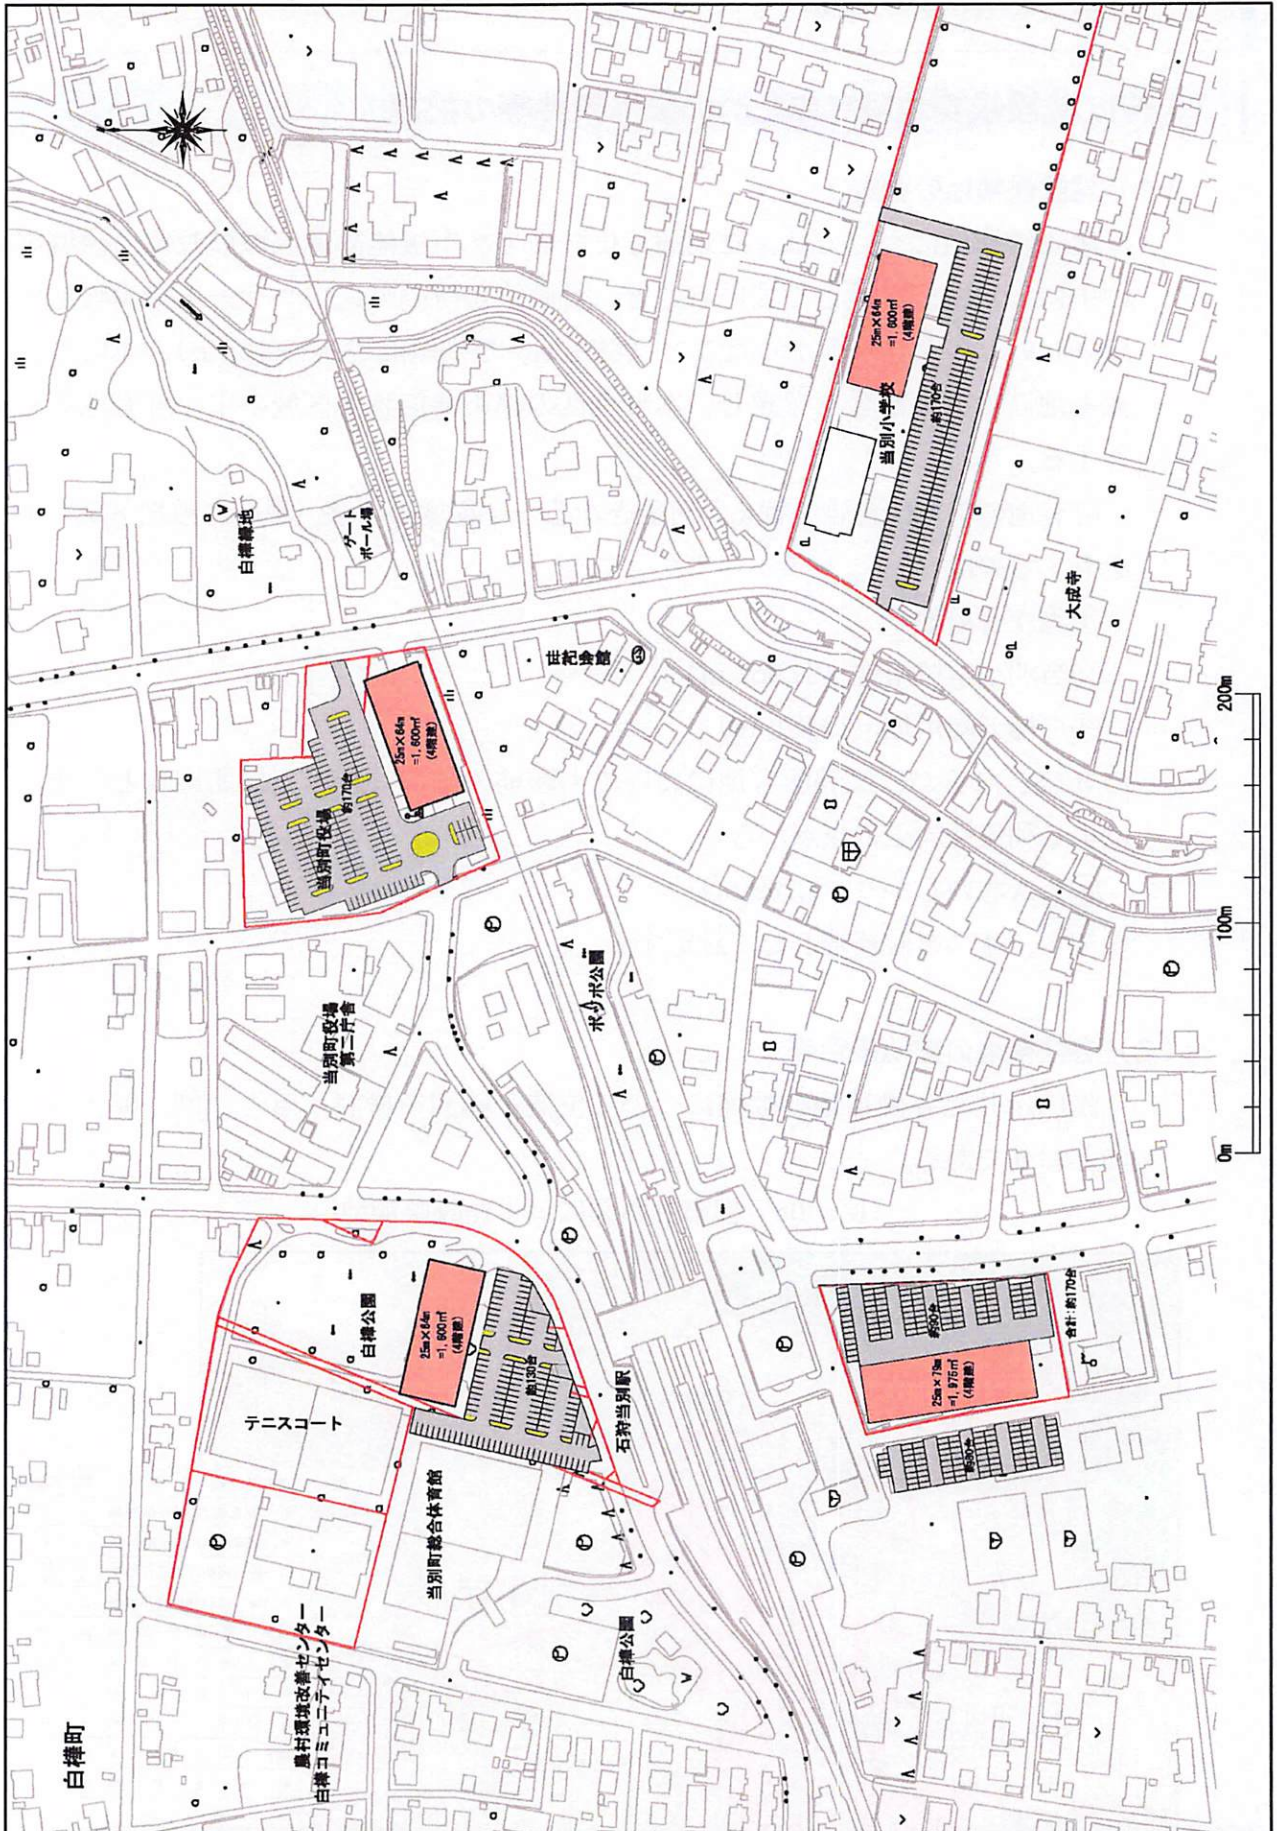 白樺町
農村環境改善センター
白樺コミュニティセンター
テニスコート
当別町総合体育館
白樺公園
白樺公園
25m×64m
=1,600㎡
(4階建)
約130台
石狩当別駅
当別町役場
第二庁舎
当別町役場
約170台
25m×64m
=1,600㎡
(4階建)
白樺緑地
ゲート
ボール場
世紀会館
ポッポ公園
25m×79m
=1,975㎡
(4階建)
約90台
約80台
合計:約170台
当別小学校
25m×64m
=1,600㎡
(4階建)
約170台
大成寺
0m
100m
200m